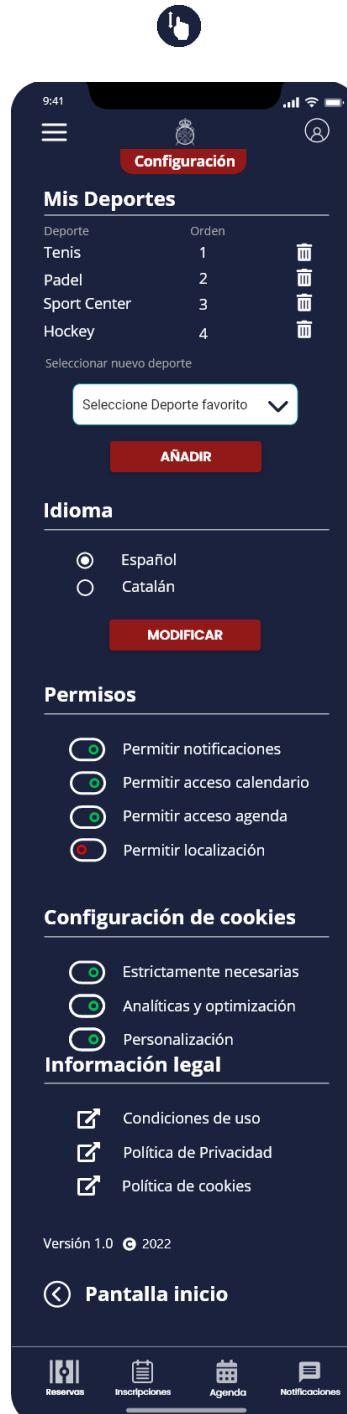 9:41
Configuración
Mis Deportes
Deporte Orden
Tenis 1
Padel 2
Sport Center 3
Hockey 4
Seleccionar nuevo deporte
Seleccione Deporte favorito
AÑADIR
Idioma
Español
Catalán
MODIFICAR
Permisos
Permitir notificaciones
Permitir acceso calendario
Permitir acceso agenda
Permitir localización
Configuración de cookies
Estrictamente necesarias
Analíticas y optimización
Personalización
Información legal
Condiciones de uso
Política de Privacidad
Política de cookies
Versión 1.0 © 2022
Pantalla inicio
Reservas Inscripciones Agenda Notificaciones